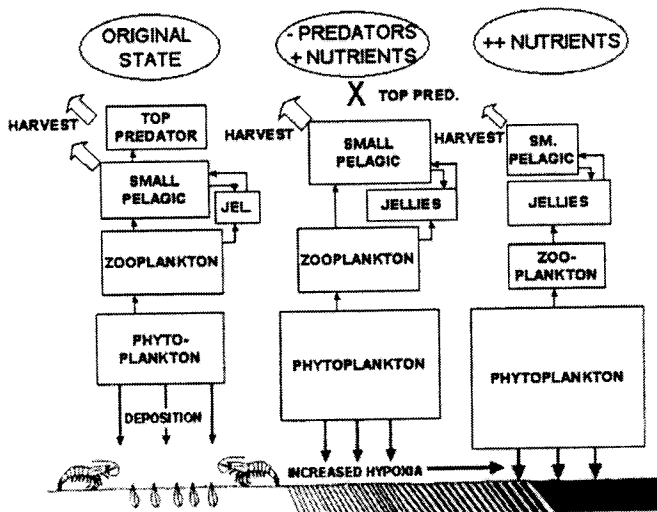 ORIGINAL
STATE
HARVEST
TOP
PREDATOR
SMALL
PELAGIC
JEL.
ZOOPLANKTON
PHYTO-
PLANKTON
DEPOSITION
- PREDATORS
+ NUTRIENTS
X TOP PRED.
HARVEST
SMALL
PELAGIC
JELLIES
ZOOPLANKTON
PHYTOPLANKTON
INCREASED HYPOXIA
++ NUTRIENTS
HARVEST
SM.
PELAGIC
JELLIES
ZOO-
PLANKTON
PHYTOPLANKTON